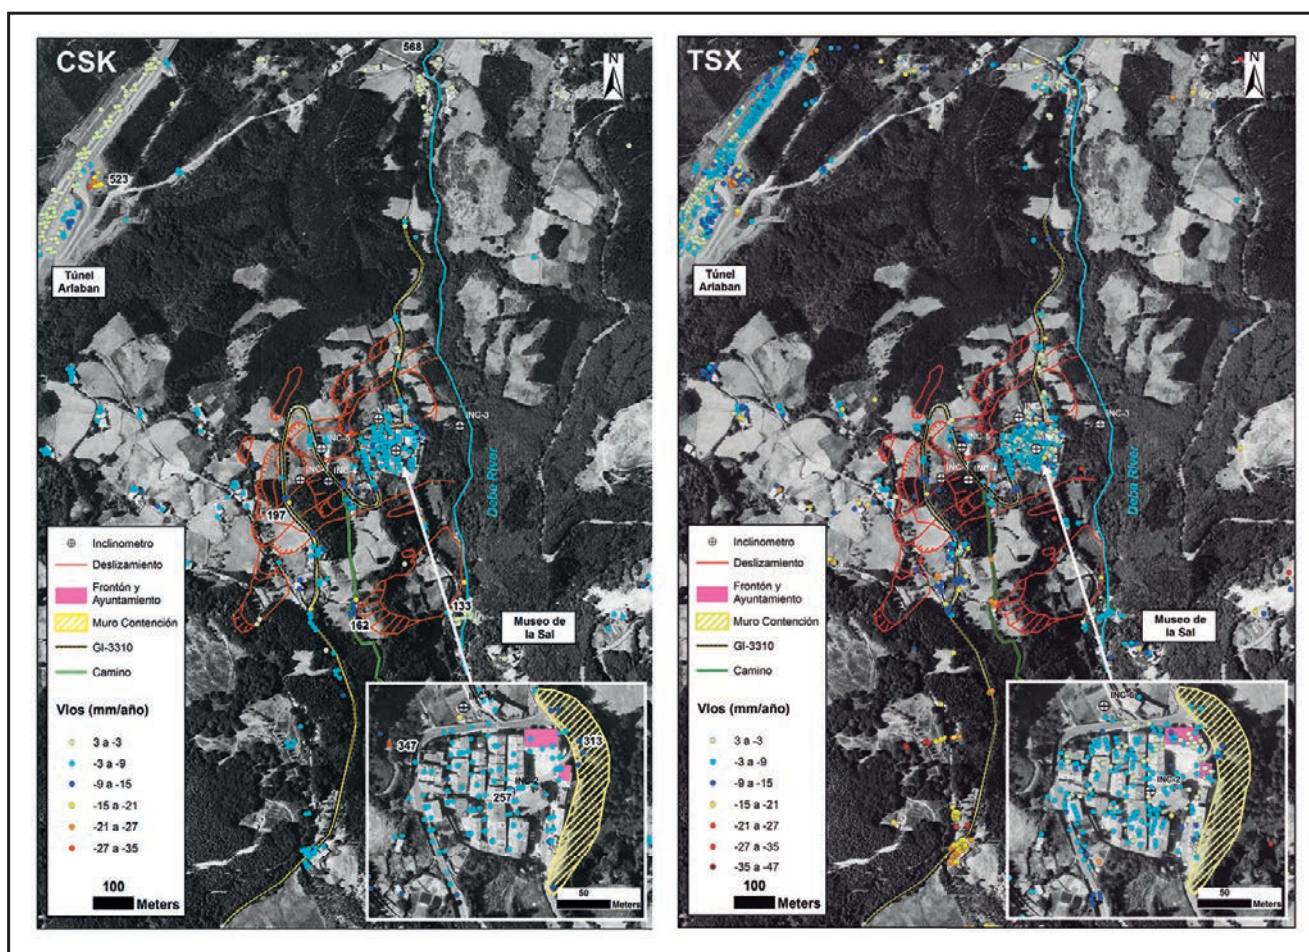 CSK
568
N
523
Túnel
Arlaban
INC-3
INC-5
Deba River
197
133
162
Museo de
la Sal
Inclinometro
Deslizamiento
Frontón y
Ayuntamiento
Muro Contención
GI-3310
Camino
Vlos (mm/año)
3 a -3
-3 a -9
-9 a -15
-15 a -21
-21 a -27
-27 a -35
100
Meters
347
313
INC-2
257
50
Meters
TSX
N
Túnel
Arlaban
INC-3
Deba River
Museo de
la Sal
Inclinometro
Deslizamiento
Frontón y
Ayuntamiento
Muro Contención
GI-3310
Camino
Vlos (mm/año)
3 a -3
-3 a -9
-9 a -15
-15 a -21
-21 a -27
-27 a -35
-35 a -47
100
Meters
INC-2
50
Meters